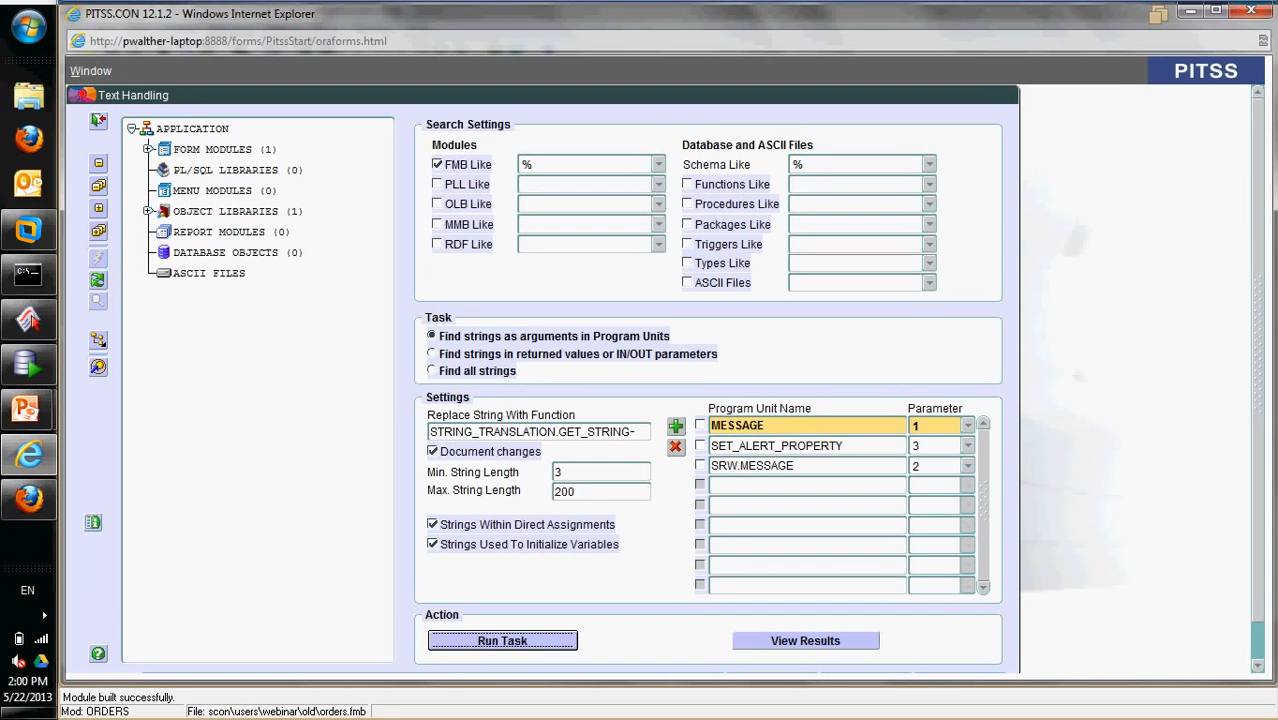 PITSS.CON 12.1.2 - Windows Internet Explorer
http://pwalther-laptop:8888/forms/PitssStart/oraforms.html
Window
PITSS
Text Handling
APPLICATION
FORM MODULES (1)
PL/SQL LIBRARIES (0)
MENU MODULES (0)
OBJECT LIBRARIES (1)
REPORT MODULES (0)
DATABASE OBJECTS (0)
ASCII FILES
Search Settings
Modules
Database and ASCII Files
FMB Like %
Schema Like %
PLL Like
Functions Like
OLB Like
Procedures Like
MMB Like
Packages Like
RDF Like
Triggers Like
Types Like
ASCII Files
Task
Find strings as arguments in Program Units
Find strings in returned values or IN/OUT parameters
Find all strings
Settings
Replace String With Function
STRING_TRANSLATION.GET_STRING-
Document changes
Min. String Length 3
Max. String Length 200
Strings Within Direct Assignments
Strings Used To Initialize Variables
Program Unit Name Parameter
MESSAGE 1
SET_ALERT_PROPERTY 3
SRW.MESSAGE 2
Action
Run Task
View Results
C:\
EN
2:00 PM
5/22/2013
Module built successfully.
Mod: ORDERS File: scon\users\webinar\old\orders.fmb